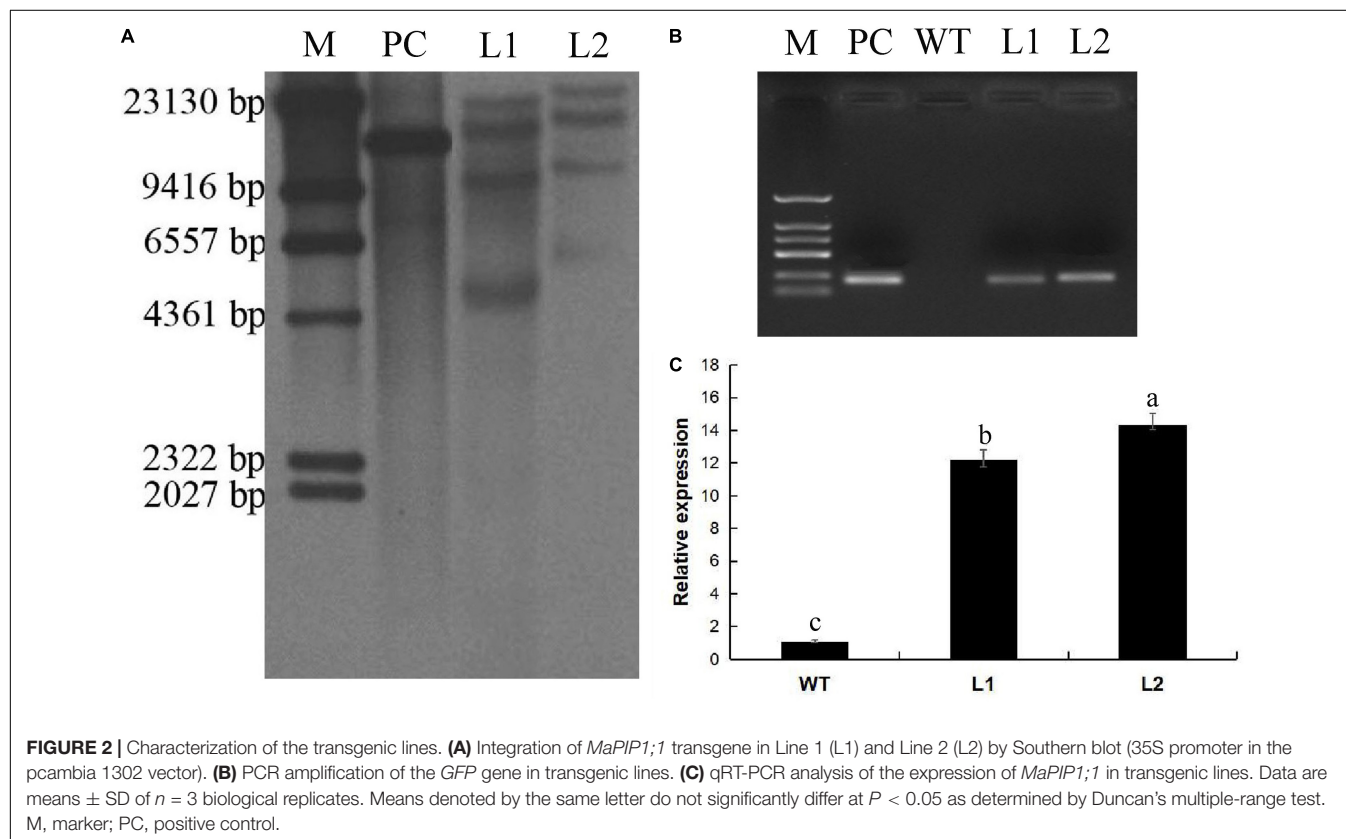 A
M PC L1 L2
23130 bp
9416 bp
6557 bp
4361 bp
2322 bp
2027 bp
B
M PC WT L1 L2
C
Relative expression
18
16
14
12
10
8
6
4
2
0
c
b
a
WT L1 L2
FIGURE 2 | Characterization of the transgenic lines. (A) Integration of MaPIP1;1 transgene in Line 1 (L1) and Line 2 (L2) by Southern blot (35S promoter in the
pcambia 1302 vector). (B) PCR amplification of the GFP gene in transgenic lines. (C) qRT-PCR analysis of the expression of MaPIP1;1 in transgenic lines. Data are
means ± SD of n = 3 biological replicates. Means denoted by the same letter do not significantly differ at P < 0.05 as determined by Duncan's multiple-range test.
M, marker; PC, positive control.